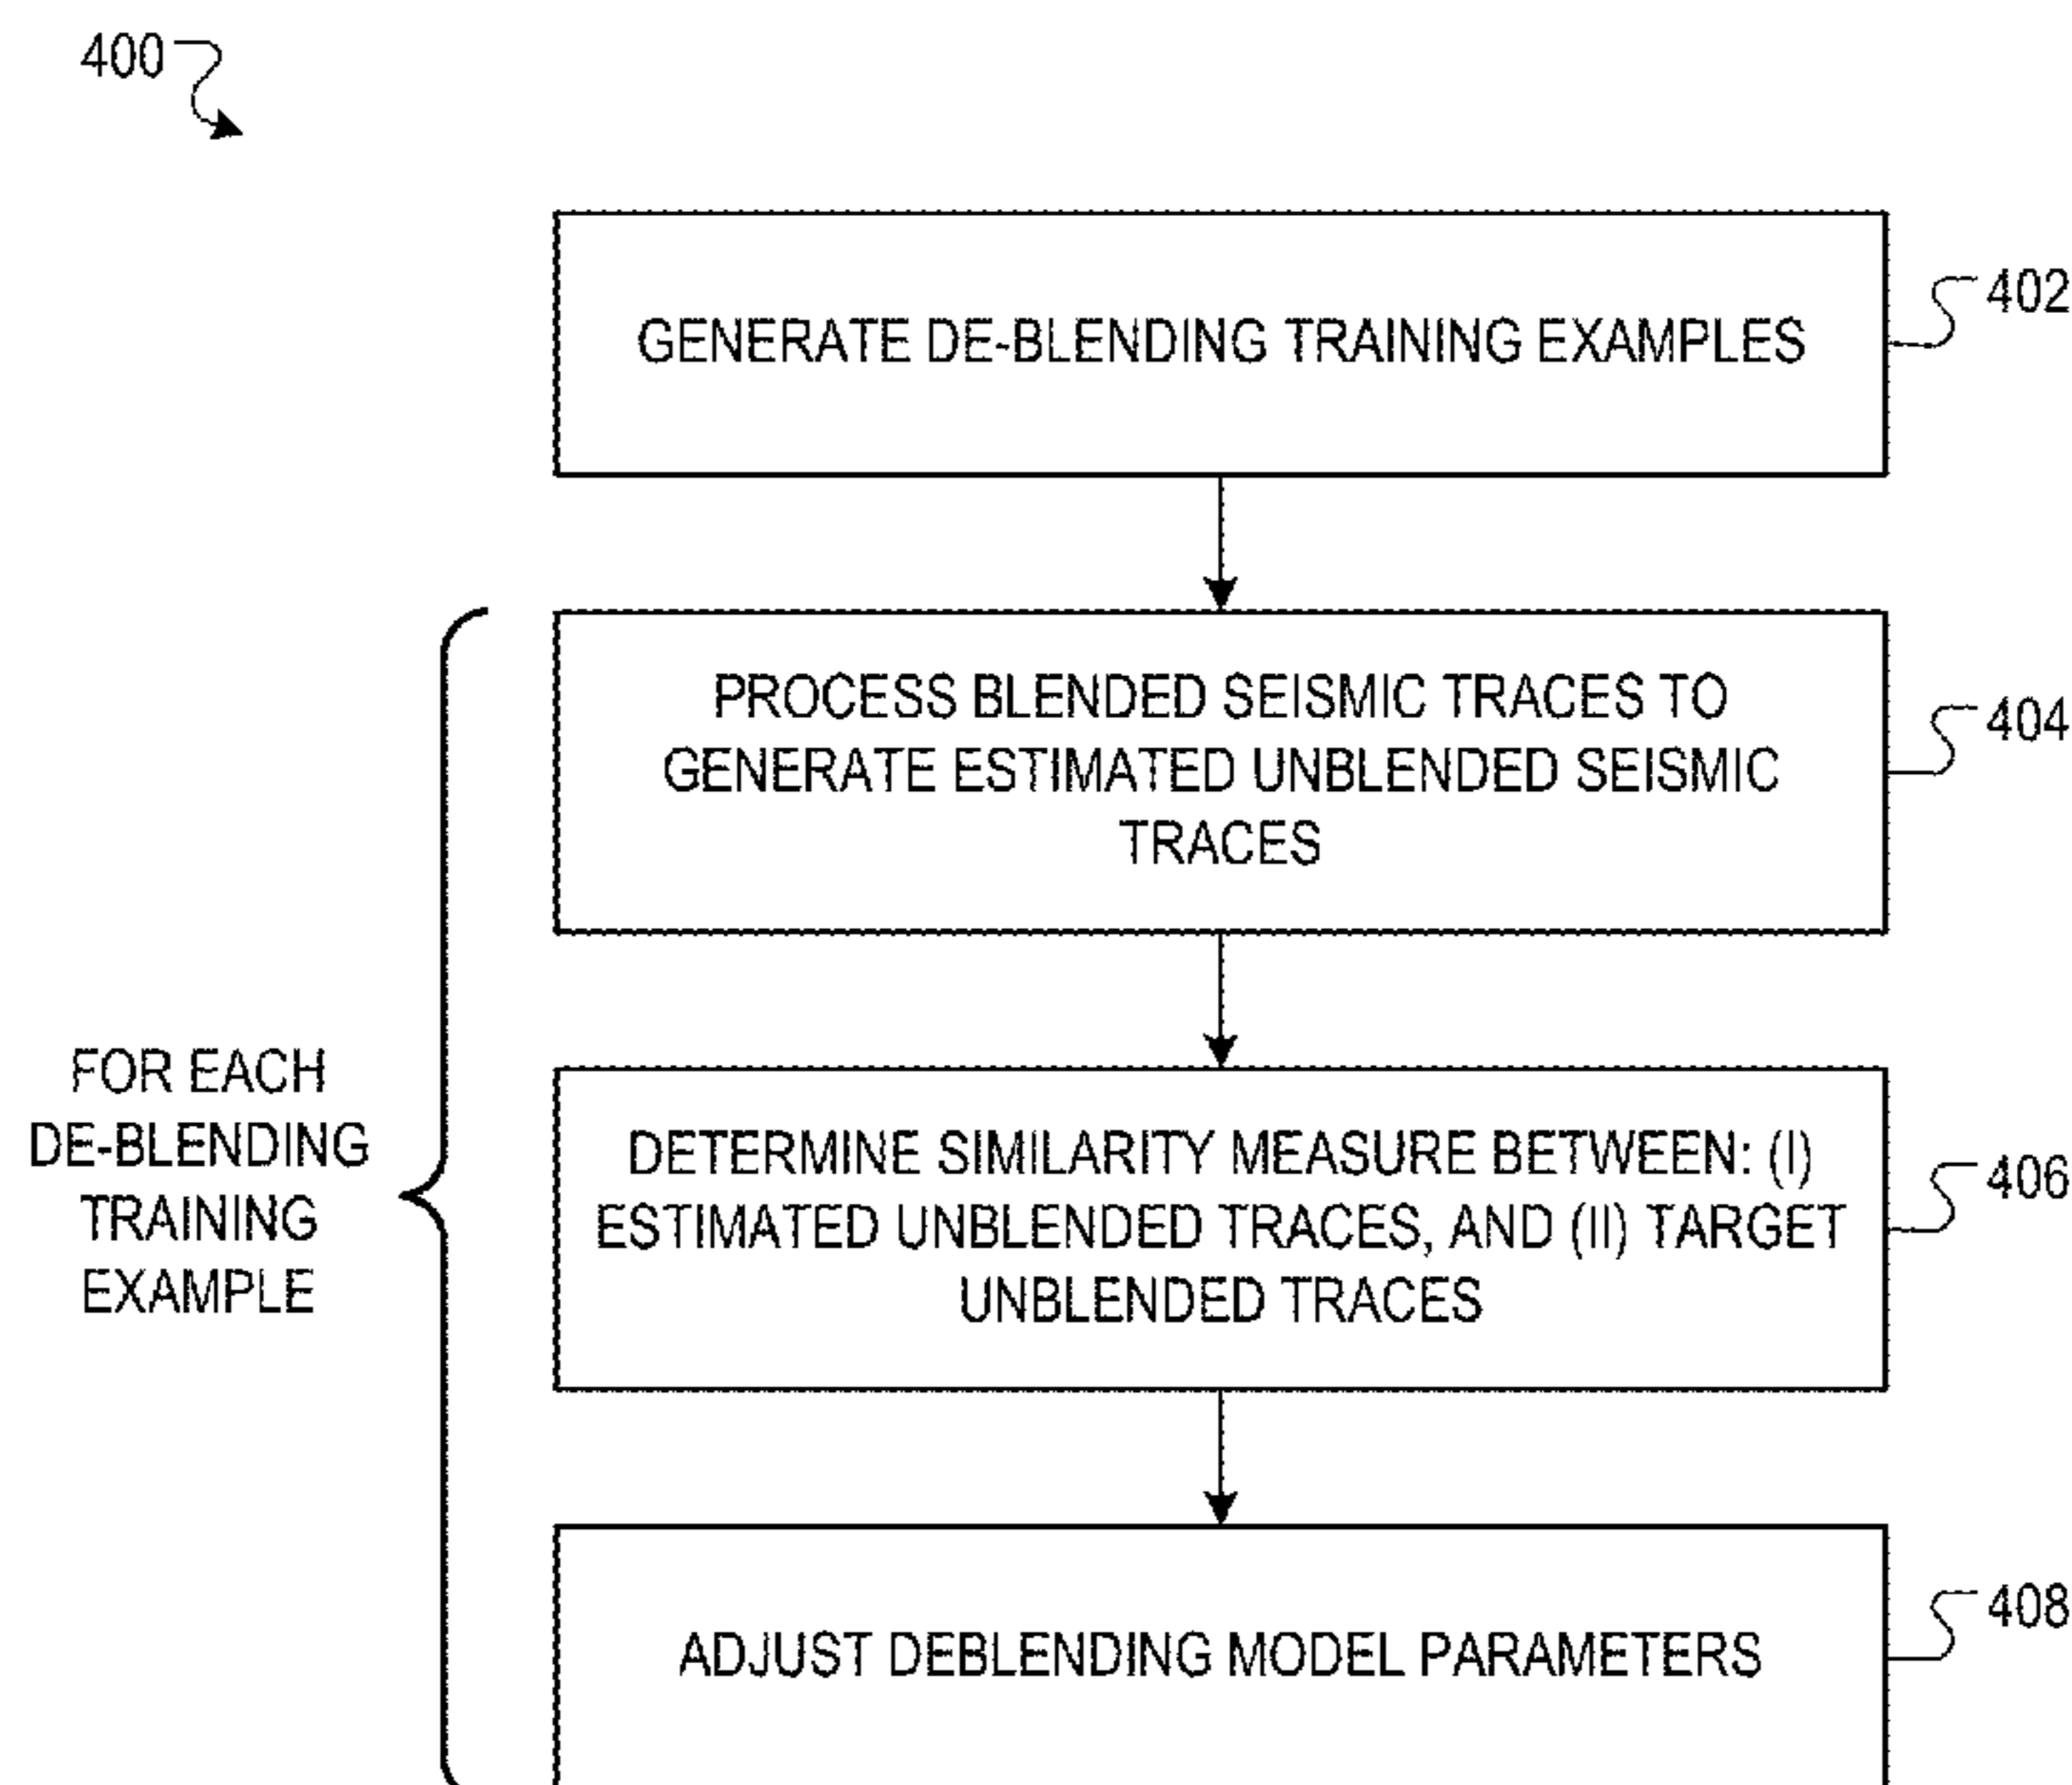 400
GENERATE DE-BLENDING TRAINING EXAMPLES
402
PROCESS BLENDED SEISMIC TRACES TO
GENERATE ESTIMATED UNBLENDED SEISMIC
TRACES
404
FOR EACH
DE-BLENDING
TRAINING
EXAMPLE
DETERMINE SIMILARITY MEASURE BETWEEN: (I)
ESTIMATED UNBLENDED TRACES, AND (II) TARGET
UNBLENDED TRACES
406
ADJUST DEBLENDING MODEL PARAMETERS
408